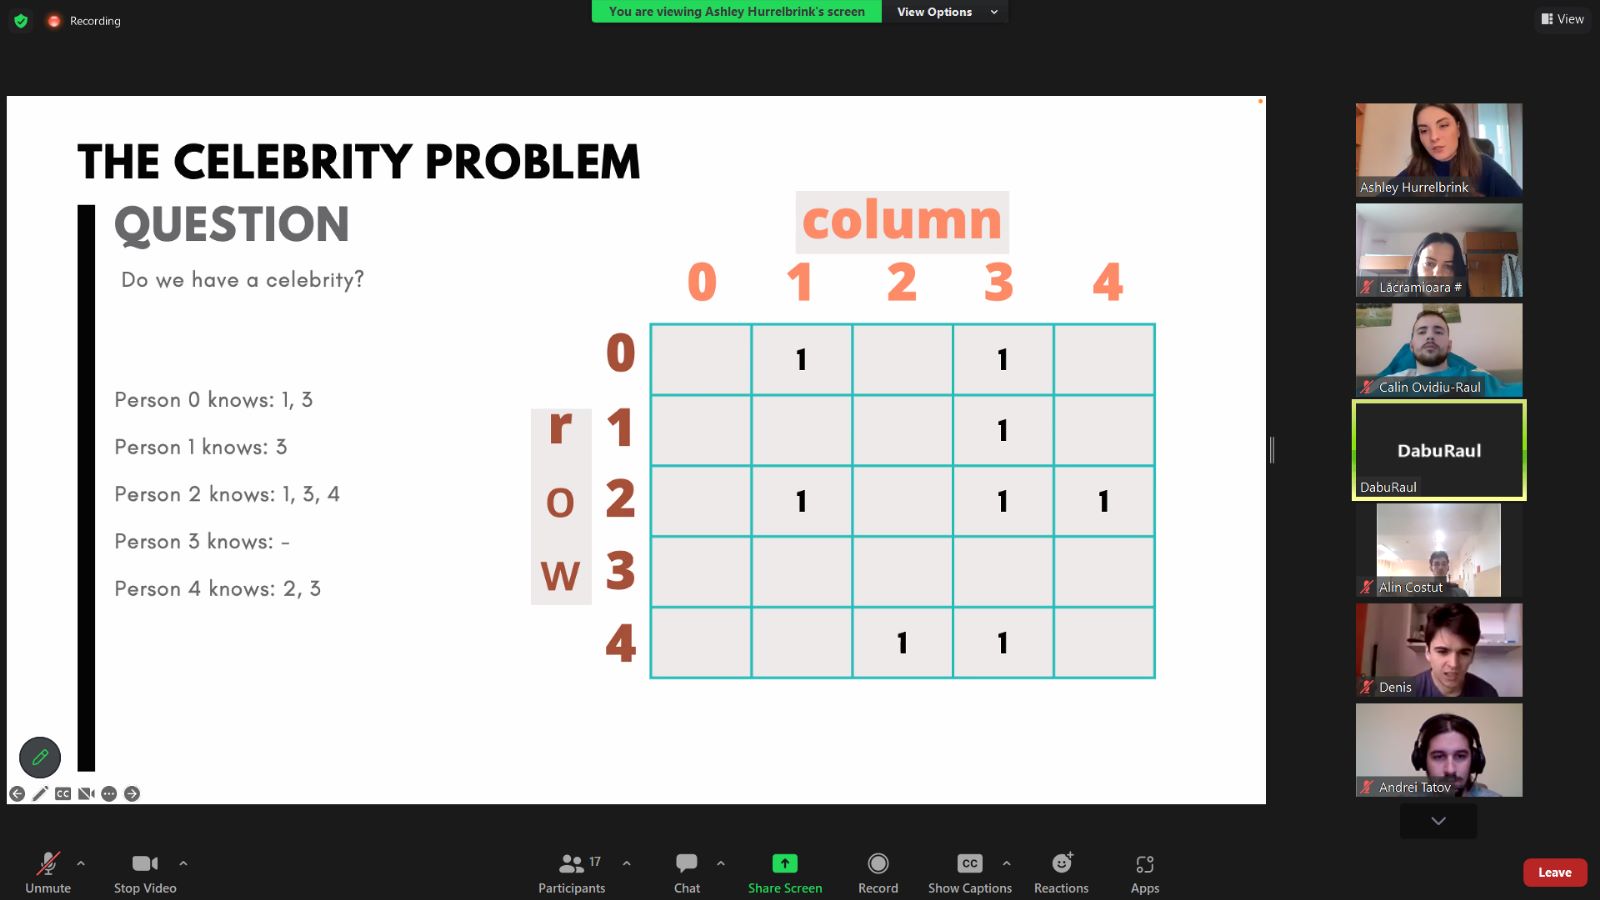 Recording
You are viewing Ashley Hurrelbrink's screen
View Options
View
THE CELEBRITY PROBLEM
QUESTION
Do we have a celebrity?
Person 0 knows: 1, 3
Person 1 knows: 3
Person 2 knows: 1, 3, 4
Person 3 knows: -
Person 4 knows: 2, 3
column
0 1 2 3 4
row
0 1 1
1 1
2 1 1 1
3
4 1 1
Ashley Hurrelbrink
Lăcramioara #
Calin Ovidiu-Raul
DabuRaul
DabuRaul
Alin Costut
Denis
Andrei Tatov
CC
Unmute
Stop Video
Participants 17
Chat
Share Screen
Record
CC
Show Captions
Reactions
Apps
Leave